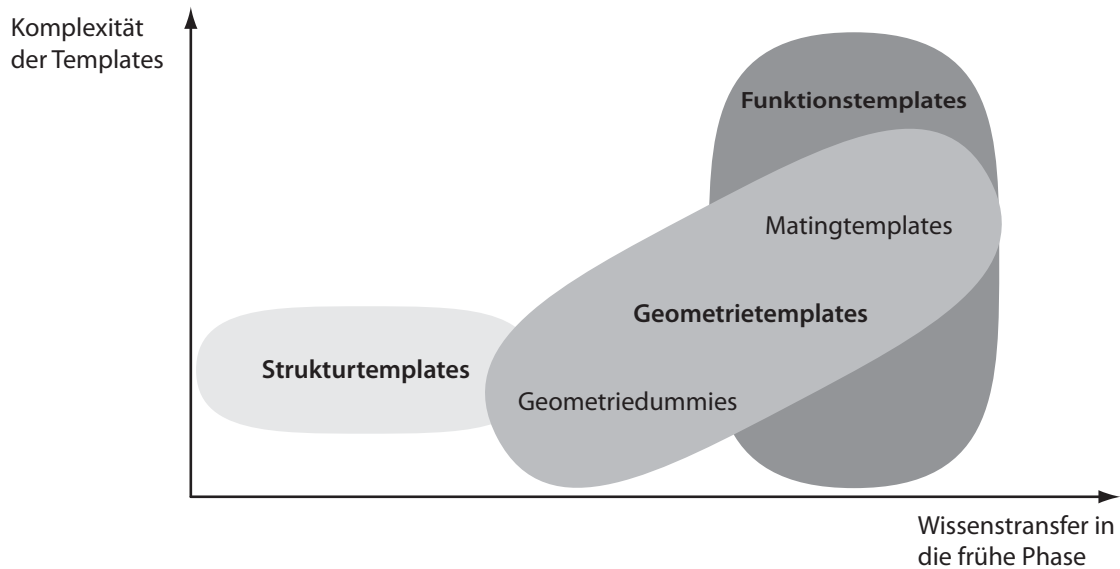 Komplexität
der Templates
Funktionstemplates
Matingtemplates
Geometrietemplates
Strukturtemplates
Geometriedummies
Wissenstransfer in
die frühe Phase